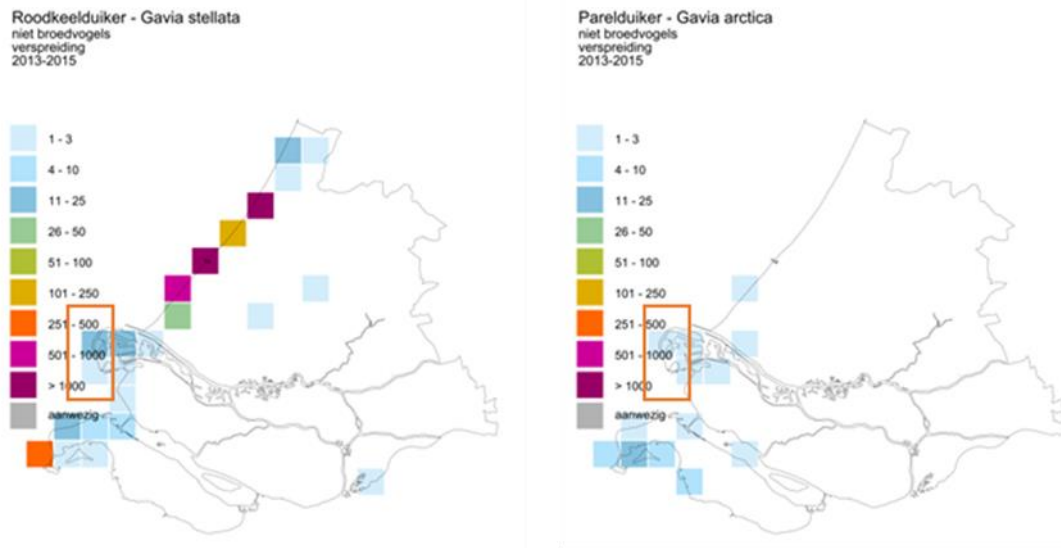 Roodkeelduiker - Gavia stellata
niet broedvogels
verspreiding
2013-2015
1 - 3
4 - 10
11 - 25
26 - 50
51 - 100
101 - 250
251 - 500
501 - 1000
> 1000
aanwezig
Parelduiker - Gavia arctica
niet broedvogels
verspreiding
2013-2015
1 - 3
4 - 10
11 - 25
26 - 50
51 - 100
101 - 250
251 - 500
501 - 1000
> 1000
aanwezig